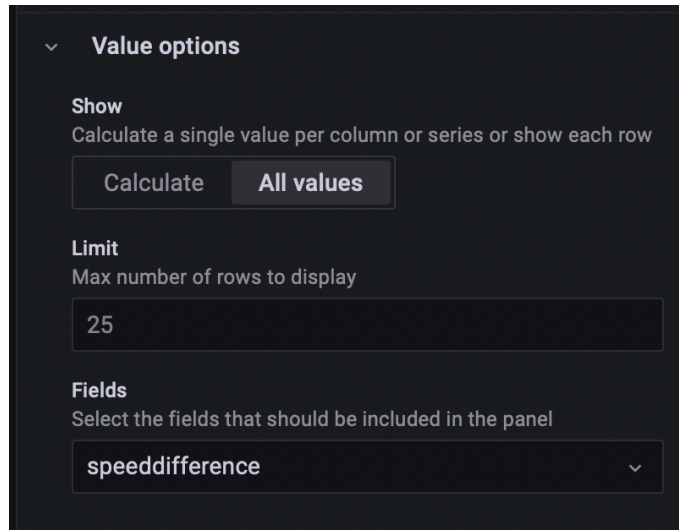 Value options
Show
Calculate a single value per column or series or show each row
Calculate All values
Limit
Max number of rows to display
25
Fields
Select the fields that should be included in the panel
speeddifference